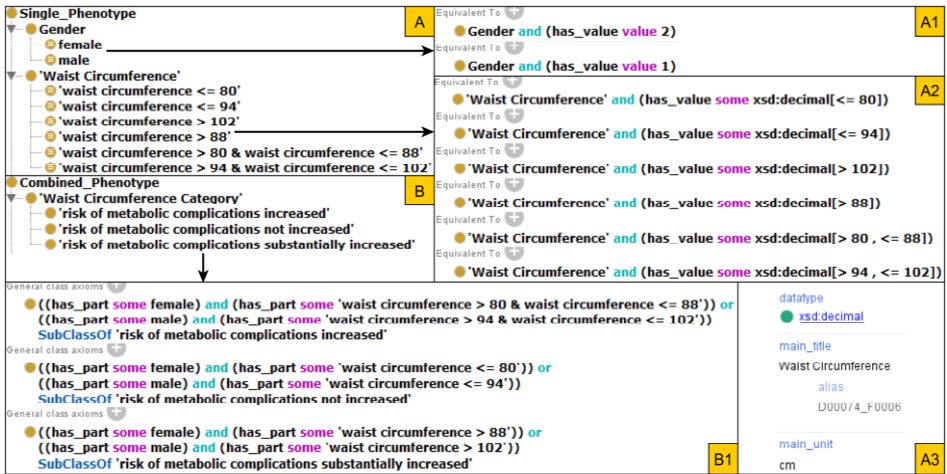 Single_Phenotype
Gender
female
male
'Waist Circumference'
'waist circumference <= 80'
'waist circumference <= 94'
'waist circumference > 102'
'waist circumference > 88'
'waist circumference > 80 & waist circumference <= 88'
'waist circumference > 94 & waist circumference <= 102'
A
Combined_Phenotype
'Waist Circumference Category'
'risk of metabolic complications increased'
'risk of metabolic complications not increased'
'risk of metabolic complications substantially increased'
B
Equivalent To
Gender and (has_value value 2)
Equivalent To
Gender and (has_value value 1)
A1
Equivalent To
'Waist Circumference' and (has_value some xsd:decimal[<= 80])
Equivalent To
'Waist Circumference' and (has_value some xsd:decimal[<= 94])
Equivalent To
'Waist Circumference' and (has_value some xsd:decimal[> 102])
Equivalent To
'Waist Circumference' and (has_value some xsd:decimal[> 88])
Equivalent To
'Waist Circumference' and (has_value some xsd:decimal[> 80 , <= 88])
Equivalent To
'Waist Circumference' and (has_value some xsd:decimal[> 94 , <= 102])
A2
General class axioms
((has_part some female) and (has_part some 'waist circumference > 80 & waist circumference <= 88')) or
((has_part some male) and (has_part some 'waist circumference > 94 & waist circumference <= 102'))
SubClassOf 'risk of metabolic complications increased'
General class axioms
((has_part some female) and (has_part some 'waist circumference <= 80')) or
((has_part some male) and (has_part some 'waist circumference <= 94'))
SubClassOf 'risk of metabolic complications not increased'
General class axioms
((has_part some female) and (has_part some 'waist circumference > 88')) or
((has_part some male) and (has_part some 'waist circumference > 102'))
SubClassOf 'risk of metabolic complications substantially increased'
B1
datatype
xsd:decimal
main_title
Waist Circumference
alias
D00074_F0006
main_unit
cm
A3